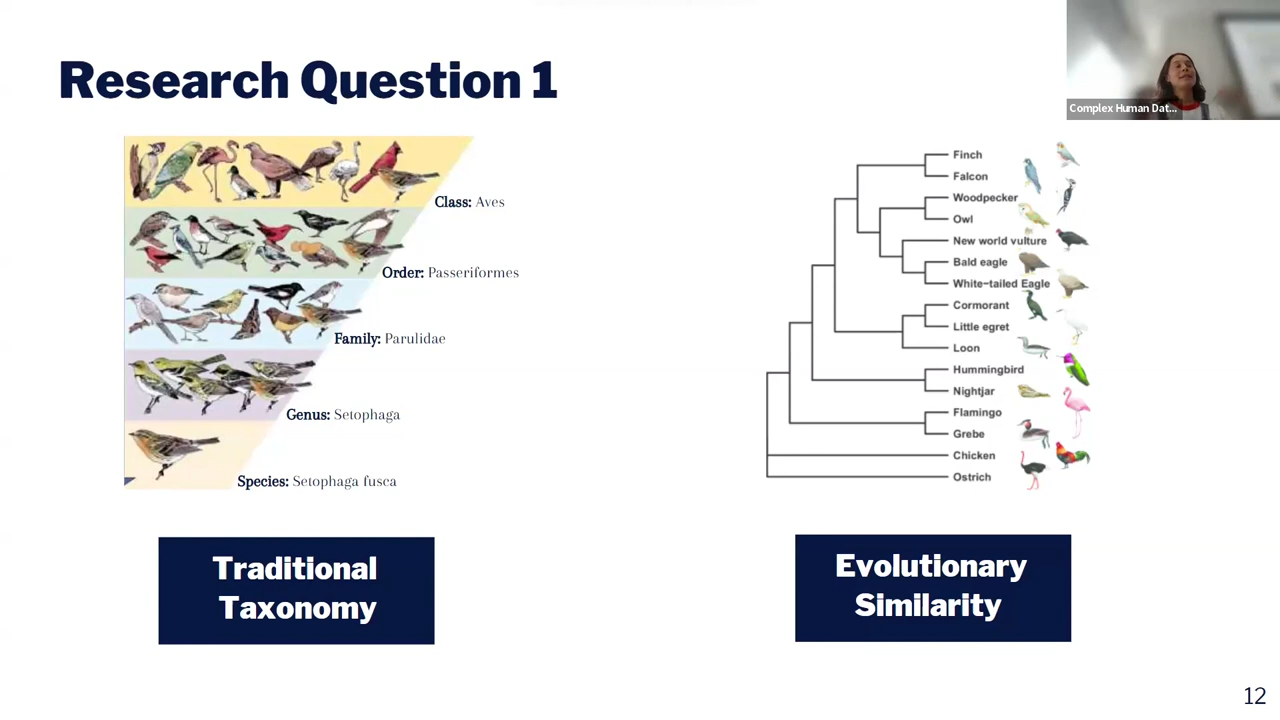 Research Question 1
Complex Human Dat...
Class: Aves
Order: Passeriformes
Family: Parulidae
Genus: Setophaga
Species: Setophaga fusca
Traditional
Taxonomy
Finch
Falcon
Woodpecker
Owl
New world vulture
Bald eagle
White-tailed Eagle
Cormorant
Little egret
Loon
Hummingbird
Nightjar
Flamingo
Grebe
Chicken
Ostrich
Evolutionary
Similarity
12